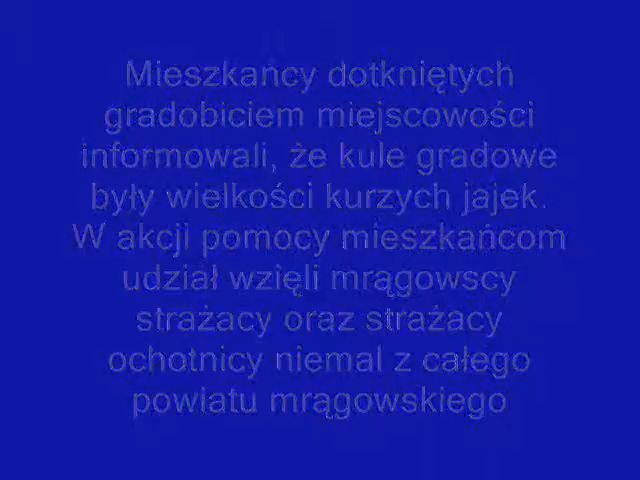 Mieszkańcy dotkniętych
gradobiciem miejscowości
informowali, że kule gradowe
były wielkości kurzych jajek.
W akcji pomocy mieszkańcom
udział wzięli mrągowscy
strażacy oraz strażacy
ochotnicy niemal z całego
powiatu mrągowskiego